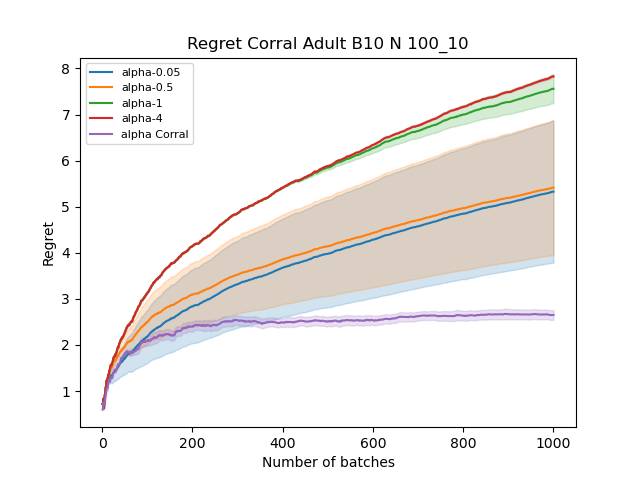 Regret Corral Adult B10 N 100_10
8
7
6
5
4
3
2
1
Regret
alpha-0.05
alpha-0.5
alpha-1
alpha-4
alpha Corral
0 200 400 600 800 1000
Number of batches